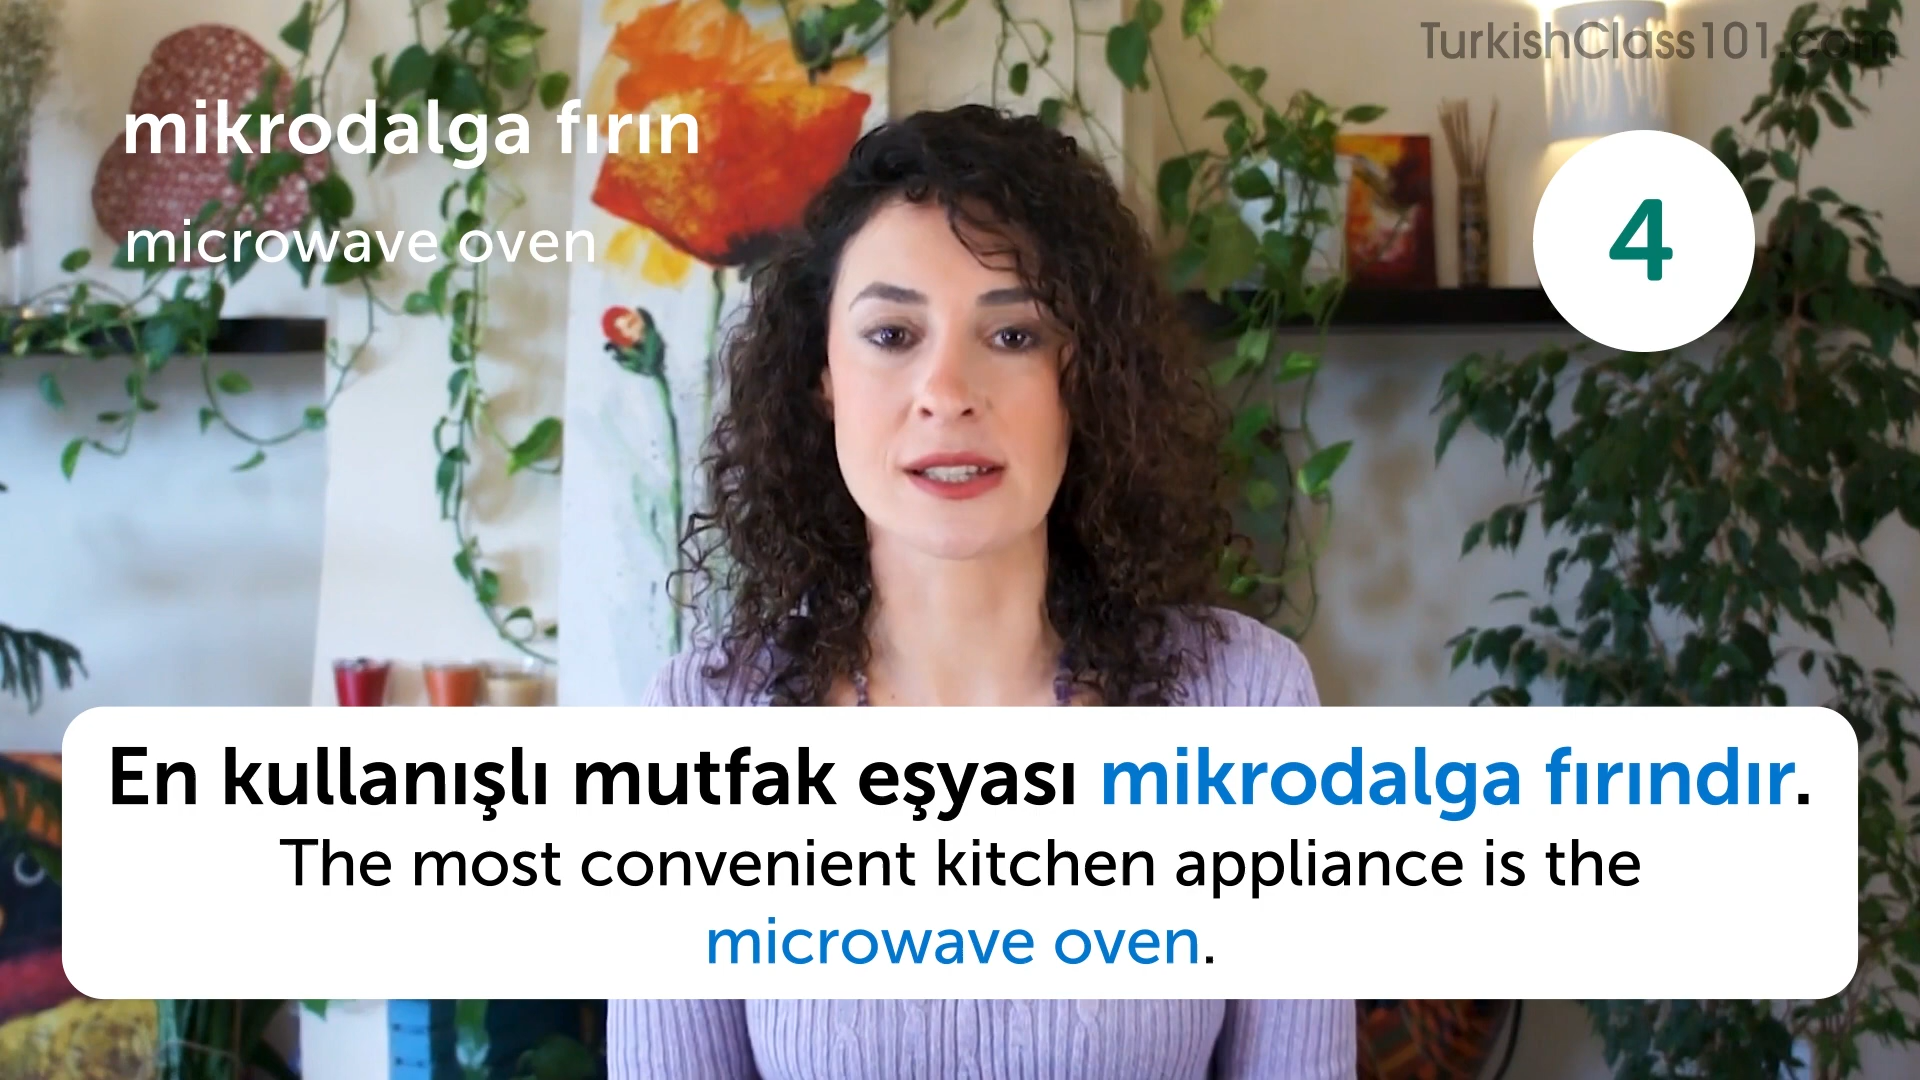 TurkishClass101.com
mikrodalga fırın
microwave oven
4
En kullanışlı mutfak eşyası mikrodalga fırındır.
The most convenient kitchen appliance is the
microwave oven.